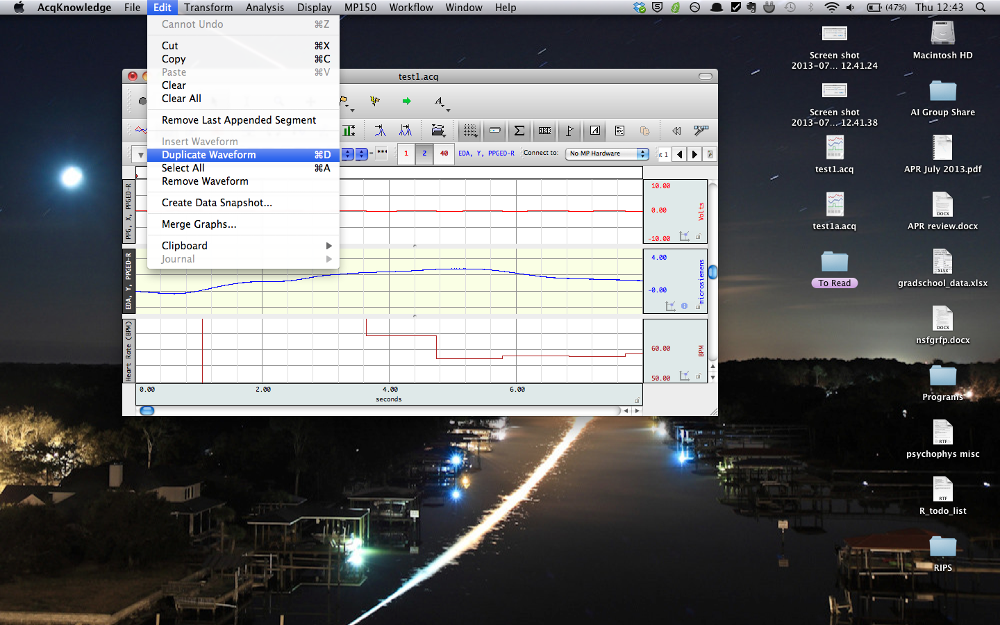 AcqKnowledge File Edit Transform Analysis Display MP150 Workflow Window Help (47%) Thu 12:43
Cannot Undo ⌘Z
Cut ⌘X
Copy ⌘C
Paste ⌘V
Clear
Clear All
Remove Last Appended Segment
Insert Waveform
Duplicate Waveform ⌘D
Select All ⌘A
Remove Waveform
Create Data Snapshot...
Merge Graphs...
Clipboard
Journal
test1.acq
1 2 40 EDA, Y, PPGED-R Connect to: No MP Hardware
PPG, X, PPGED-R
10.00
0.00
-10.00
Volts
EDA, Y, PPGED-R
4.00
-0.00
microsiemens
Heart Rate (BPM)
60.00
50.00
BPM
0.00 2.00 4.00 6.00
seconds
Screen shot
2013-07... 12.41.24
Screen shot
2013-07... 12.41.38
test1.acq
test1a.acq
To Read
Macintosh HD
AI Group Share
APR July 2013.pdf
DOCX
APR review.docx
XLSX
gradschool_data.xlsx
DOCX
nsfgrfp.docx
Programs
RTF
psychophys misc
RTF
R_todo_list
RIPS